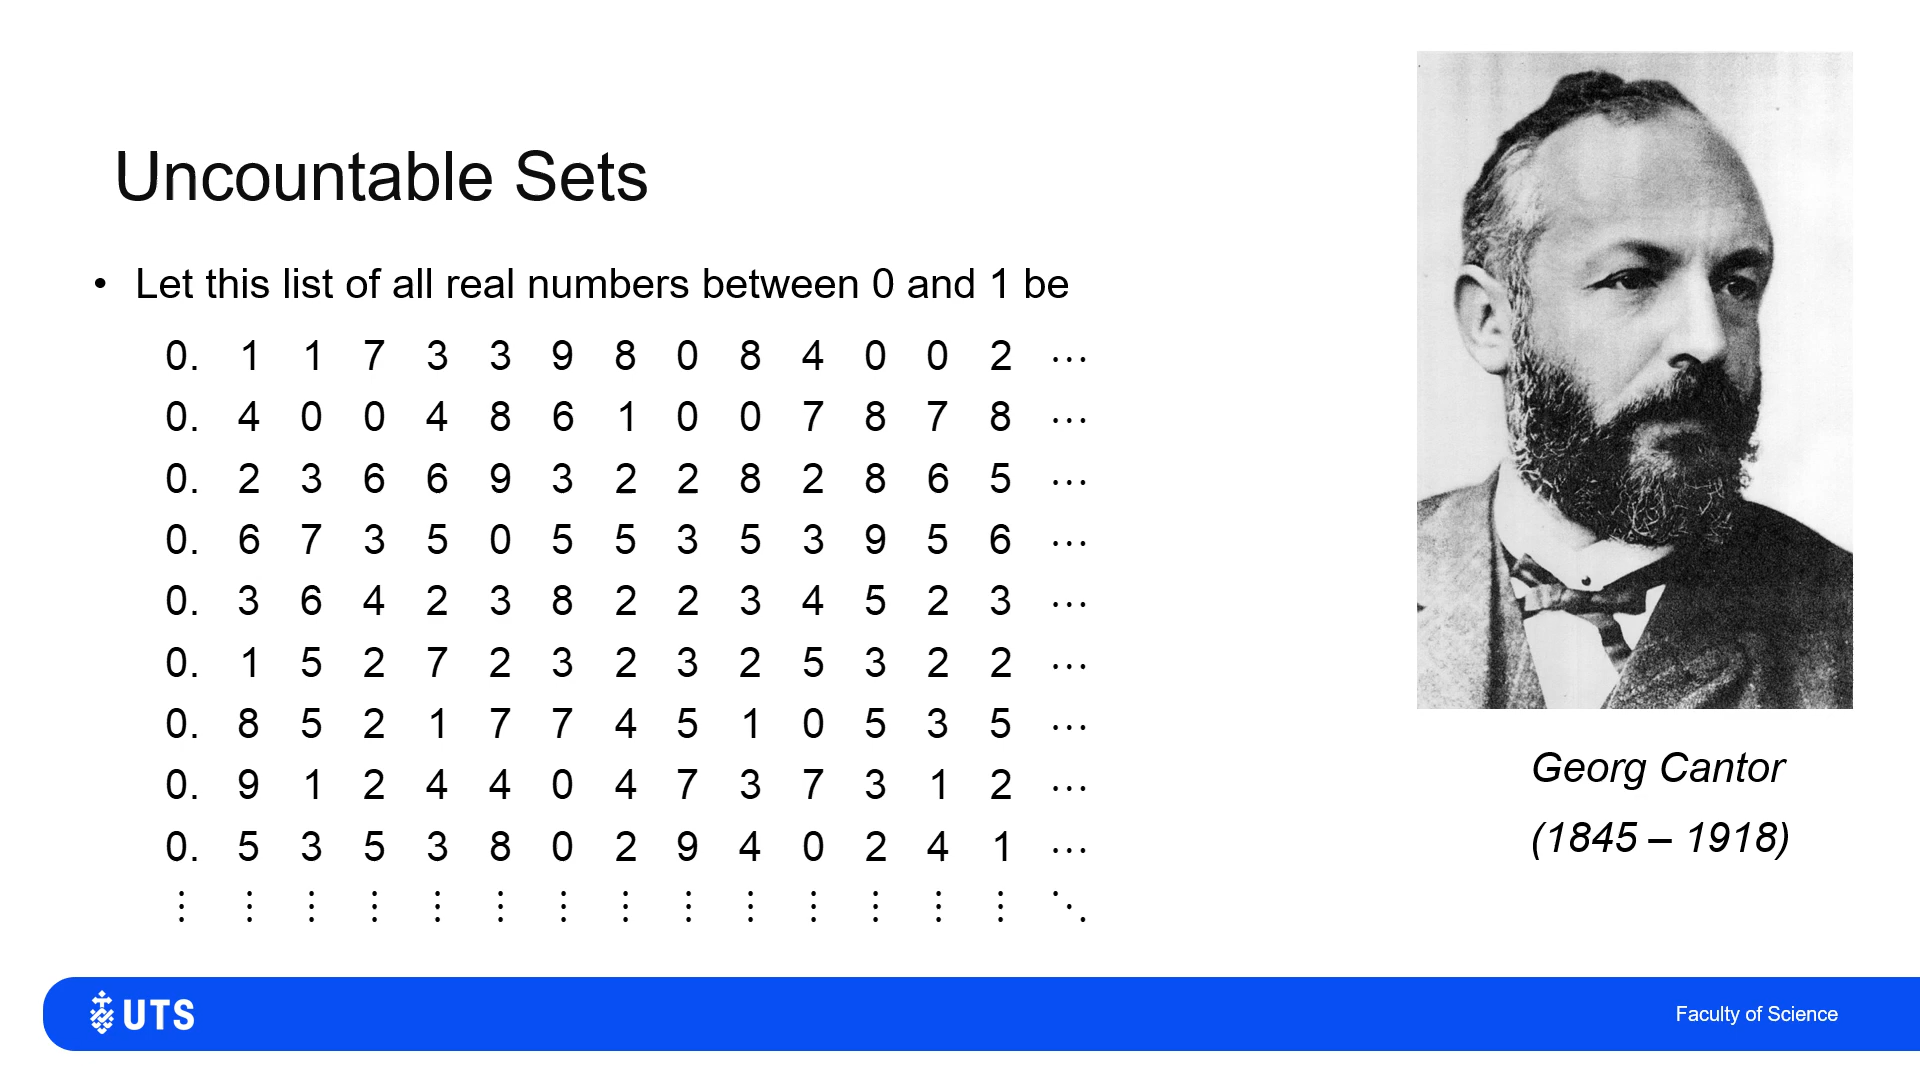 Uncountable Sets
• Let this list of all real numbers between 0 and 1 be
0. 1 1 7 3 3 9 8 0 8 4 0 0 2 ⋯
0. 4 0 0 4 8 6 1 0 0 7 8 7 8 ⋯
0. 2 3 6 6 9 3 2 2 8 2 8 6 5 ⋯
0. 6 7 3 5 0 5 5 3 5 3 9 5 6 ⋯
0. 3 6 4 2 3 8 2 2 3 4 5 2 3 ⋯
0. 1 5 2 7 2 3 2 3 2 5 3 2 2 ⋯
0. 8 5 2 1 7 7 4 5 1 0 5 3 5 ⋯
0. 9 1 2 4 4 0 4 7 3 7 3 1 2 ⋯
0. 5 3 5 3 8 0 2 9 4 0 2 4 1 ⋯
⋮ ⋮ ⋮ ⋮ ⋮ ⋮ ⋮ ⋮ ⋮ ⋮ ⋮ ⋮ ⋮ ⋮ ⋱
Georg Cantor
(1845 – 1918)
UTS
Faculty of Science